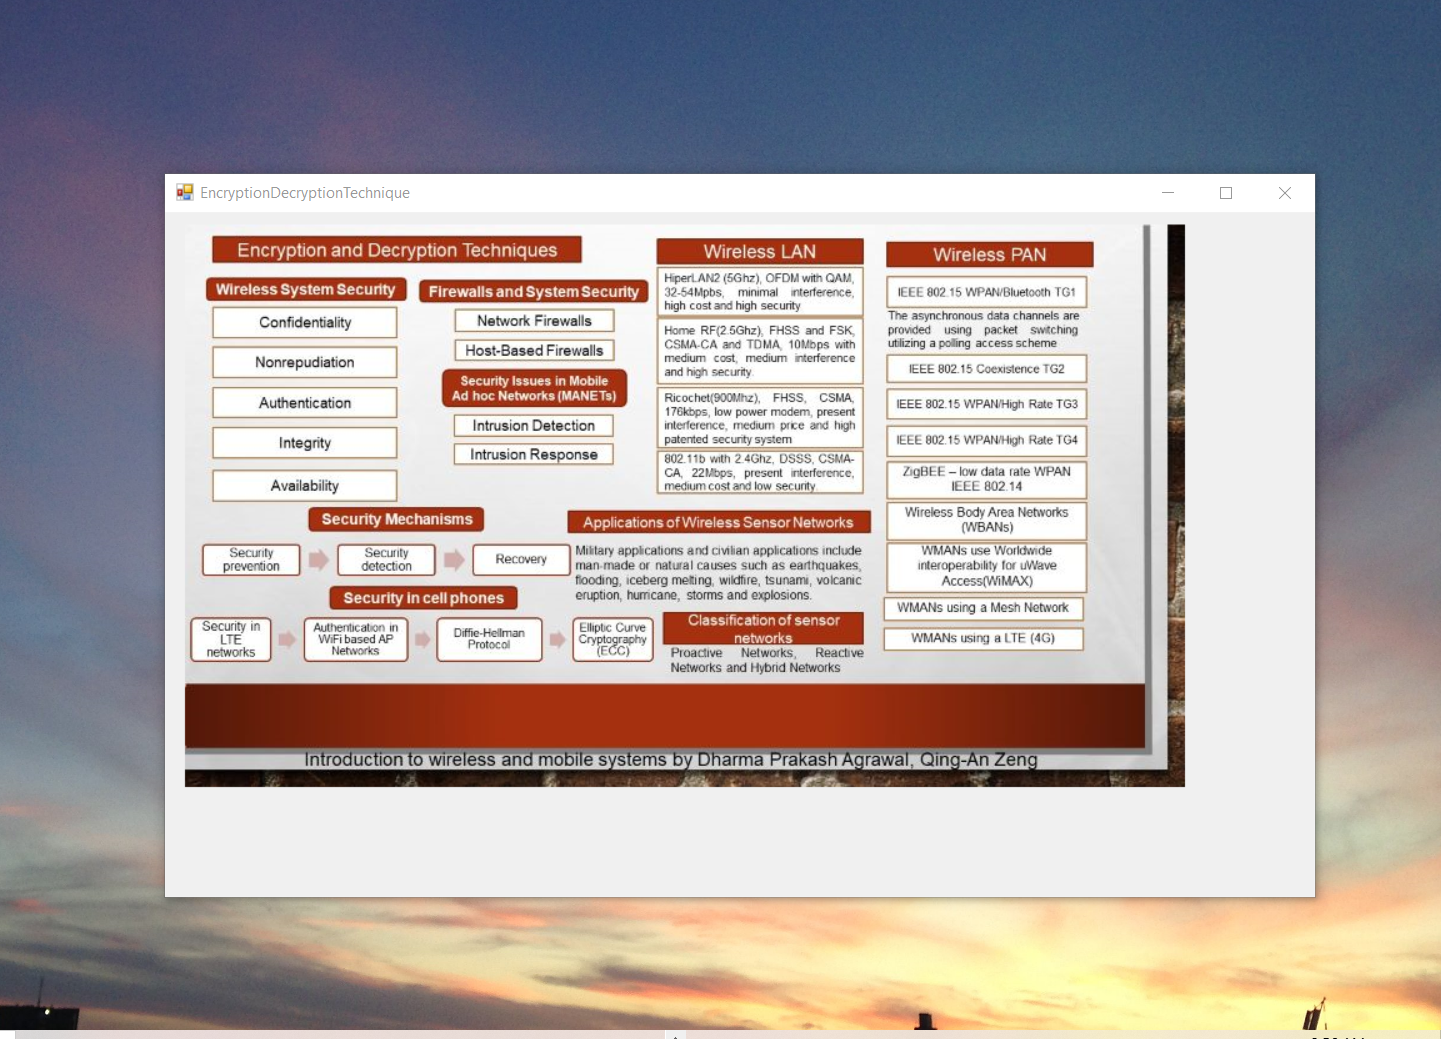 EncryptionDecryptionTechnique
Encryption and Decryption Techniques
Wireless System Security
Confidentiality
Nonrepudiation
Authentication
Integrity
Availability
Firewalls and System Security
Network Firewalls
Host-Based Firewalls
Security Issues in Mobile
Ad hoc Networks (MANETs)
Intrusion Detection
Intrusion Response
Security Mechanisms
Security
prevention
Security
detection
Recovery
Security in cell phones
Security in
LTE
networks
Authentication in
WiFi based AP
Networks
Diffie-Hellman
Protocol
Elliptic Curve
Cryptography
(ECC)
Wireless LAN
HiperLAN2 (5Ghz), OFDM with QAM,
32-54Mpbs, minimal interference,
high cost and high security
Home RF(2.5Ghz), FHSS and FSK,
CSMA-CA and TDMA, 10Mbps with
medium cost, medium interference
and high security.
Ricochet(900Mhz), FHSS, CSMA,
176kbps, low power modem, present
interference, medium price and high
patented security system
802.11b with 2.4Ghz, DSSS, CSMA-
CA, 22Mbps, present interference,
medium cost and low security.
Applications of Wireless Sensor Networks
Military applications and civilian applications include
man-made or natural causes such as earthquakes,
flooding, iceberg melting, wildfire, tsunami, volcanic
eruption, hurricane, storms and explosions.
Classification of sensor
networks
Proactive Networks, Reactive
Networks and Hybrid Networks
Wireless PAN
IEEE 802.15 WPAN/Bluetooth TG1
The asynchronous data channels are
provided using packet switching
utilizing a polling access scheme
IEEE 802.15 Coexistence TG2
IEEE 802.15 WPAN/High Rate TG3
IEEE 802.15 WPAN/High Rate TG4
ZigBEE – low data rate WPAN
IEEE 802.14
Wireless Body Area Networks
(WBANs)
WMANs use Worldwide
interoperability for uWave
Access(WiMAX)
WMANs using a Mesh Network
WMANs using a LTE (4G)
Introduction to wireless and mobile systems by Dharma Prakash Agrawal, Qing-An Zeng